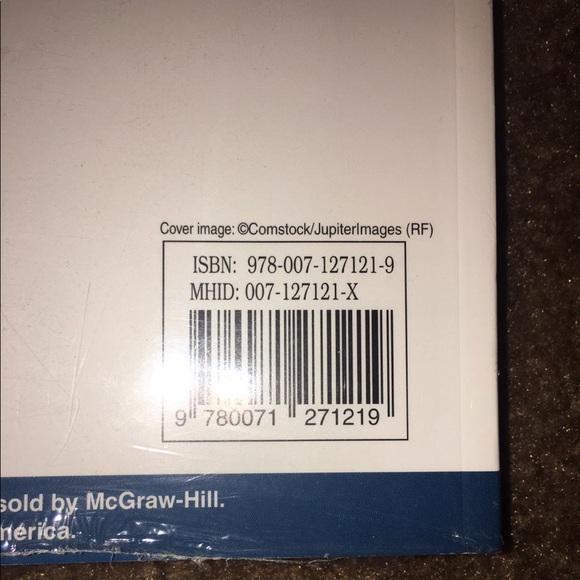 Cover image: ©Comstock/JupiterImages (RF)
ISBN: 978-007-127121-9
MHID: 007-127121-X
9 780071 271219
sold by McGraw-Hill.
merica.